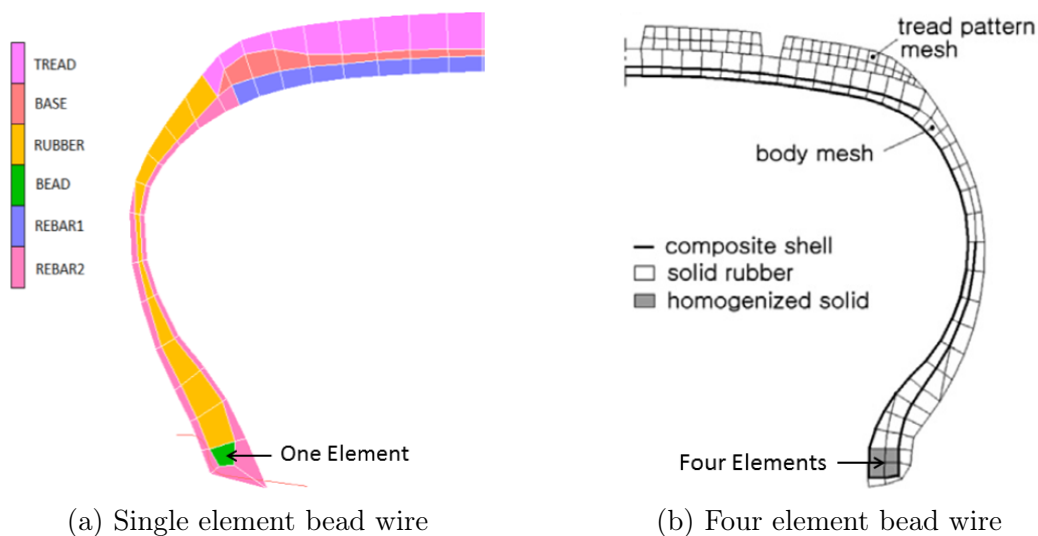 TREAD
BASE
RUBBER
BEAD
REBAR1
REBAR2
One Element
(a) Single element bead wire
tread pattern
mesh
body mesh
composite shell
solid rubber
homogenized solid
Four Elements
(b) Four element bead wire